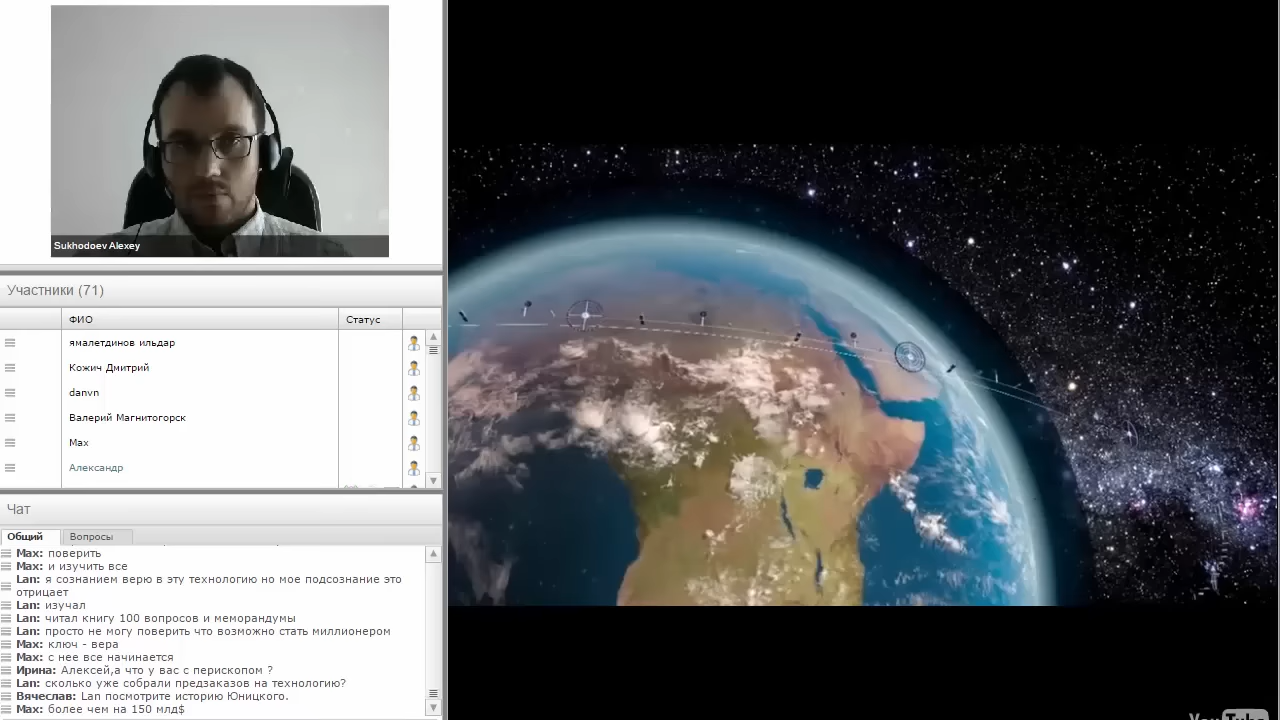 Sukhodoev Alexey
Участники (71)
ФИО
Статус
ямалетдинов ильдар
Кожич Дмитрий
danvn
Валерий Магнитогорск
Max
Александр
Чат
Общий
Вопросы
Max: поверить
Max: и изучить все
Lan: я сознанием верю в эту технологию но мое подсознание это
отрицает
Lan: изучал
Lan: читал книгу 100 вопросов и меморандумы
Lan: просто не могу поверить что возможно стать миллионером
Max: ключ - вера
Max: с нее все начинается
Ирина: Алексей,а что у вас с перископом ?
Lan: сколько уже собрали предзаказов на технологию?
Вячеслав: Lan посмотрите историю Юницкого.
Max: более чем на 150 млд$
YouTube